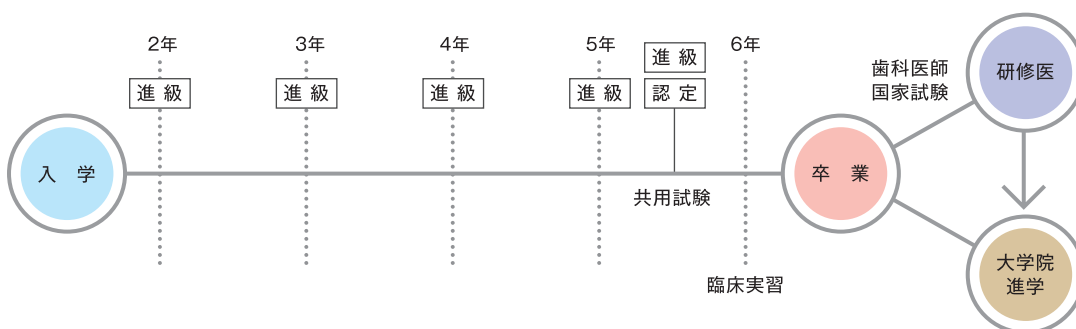 2年
3年
4年
5年
6年
進級
進級
進級
進級
進級
認定
歯科医師
国家試験
研修医
入学
卒業
共用試験
臨床実習
大学院
進学